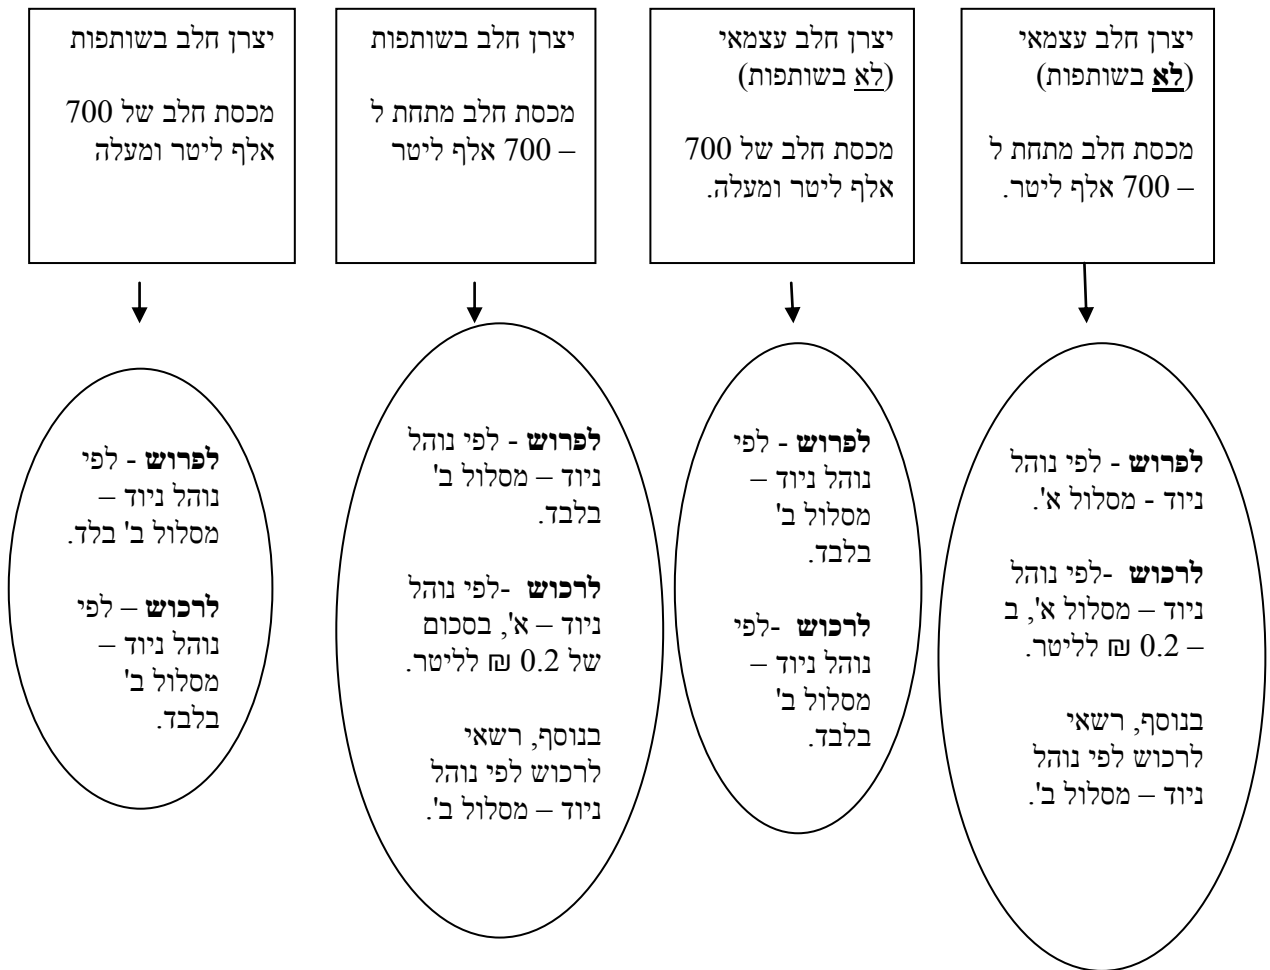 יצרן חלב עצמאי
(לא בשותפות)
מכסת חלב מתחת ל
– 700 אלף ליטר.
יצרן חלב עצמאי
(לא בשותפות)
מכסת חלב של 700
אלף ליטר ומעלה.
יצרן חלב בשותפות
מכסת חלב מתחת ל
– 700 אלף ליטר
יצרן חלב בשותפות
מכסת חלב של 700
אלף ליטר ומעלה
לפרוש - לפי נוהל
ניוד - מסלול א'.
לרכוש -לפי נוהל
ניוד – מסלול א', ב
– 0.2 ₪ לליטר.
בנוסף, רשאי
לרכוש לפי נוהל
ניוד – מסלול ב'.
לפרוש - לפי
נוהל ניוד –
מסלול ב'
בלבד.
לרכוש -לפי
נוהל ניוד –
מסלול ב'
בלבד.
לפרוש - לפי נוהל
ניוד – מסלול ב'
בלבד.
לרכוש -לפי נוהל
ניוד – א', בסכום
של 0.2 ₪ לליטר.
בנוסף, רשאי
לרכוש לפי נוהל
ניוד – מסלול ב'.
לפרוש - לפי
נוהל ניוד –
מסלול ב' בלד.
לרכוש – לפי
נוהל ניוד –
מסלול ב'
בלבד.